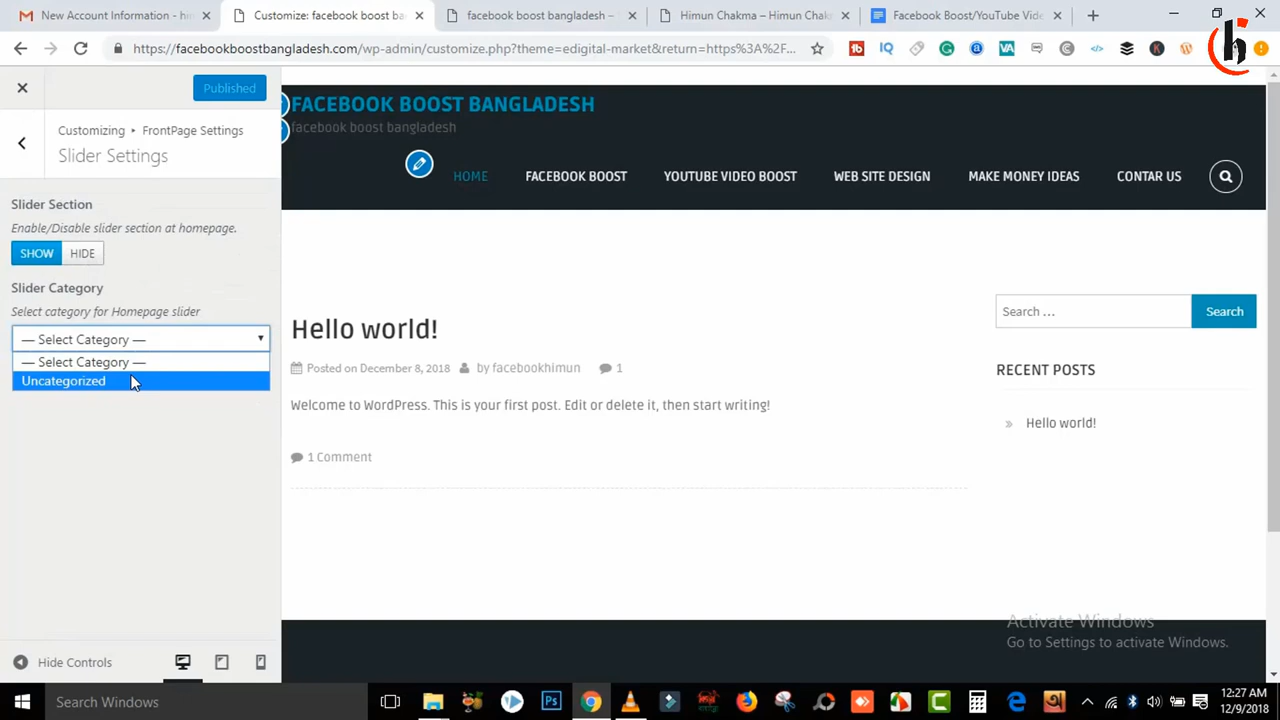 New Account Information - hi
Customize: facebook boost ba
facebook boost bangladesh –
Himun Chakma – Himun Chak
Facebook Boost/YouTube Vide
https://facebookboostbangladesh.com/wp-admin/customize.php?theme=edigital-market&return=https%3A%2F...
Published
Customizing ▸ FrontPage Settings
Slider Settings
Slider Section
Enable/Disable slider section at homepage.
SHOW HIDE
Slider Category
Select category for Homepage slider
— Select Category —
— Select Category —
Uncategorized
Hide Controls
FACEBOOK BOOST BANGLADESH
facebook boost bangladesh
HOME FACEBOOK BOOST YOUTUBE VIDEO BOOST WEB SITE DESIGN MAKE MONEY IDEAS CONTAR US
Hello world!
Posted on December 8, 2018 by facebookhimun 1
Welcome to WordPress. This is your first post. Edit or delete it, then start writing!
1 Comment
Search … Search
RECENT POSTS
» Hello world!
Activate Windows
Go to Settings to activate Windows.
Search Windows
12:27 AM
12/9/2018